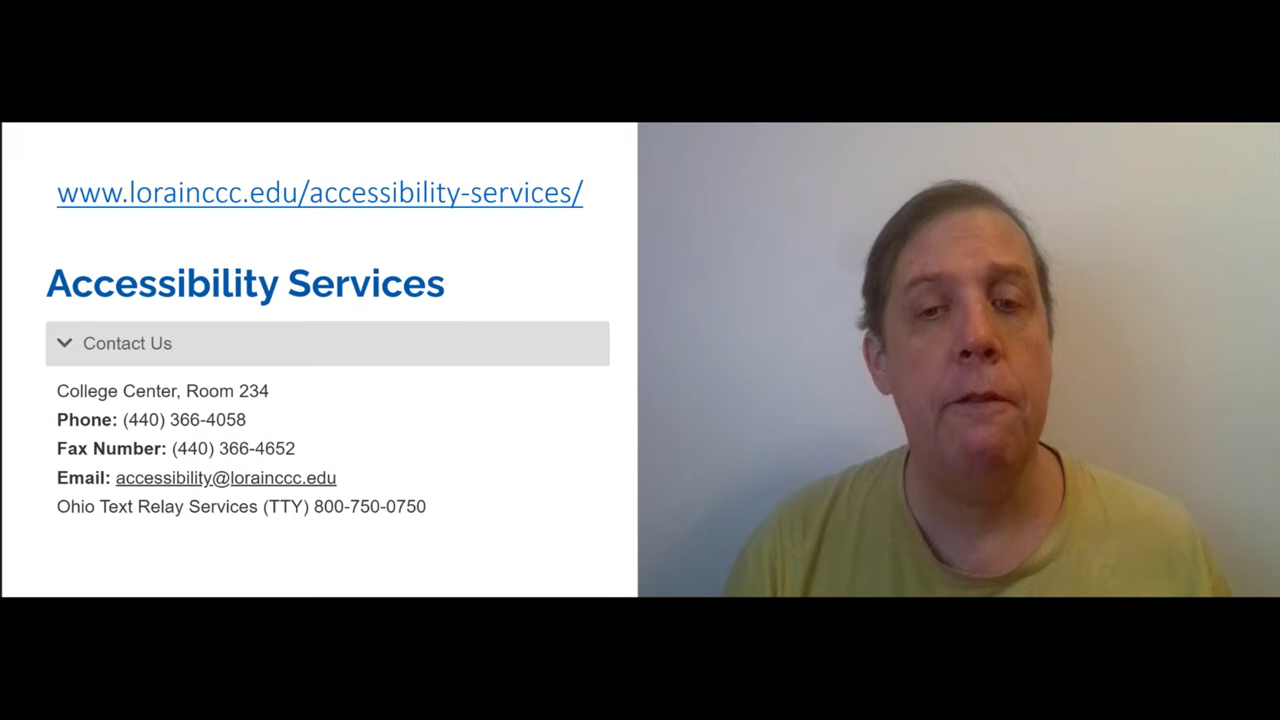 www.lorainccc.edu/accessibility-services/
Accessibility Services
Contact Us
College Center, Room 234
Phone: (440) 366-4058
Fax Number: (440) 366-4652
Email: accessibility@lorainccc.edu
Ohio Text Relay Services (TTY) 800-750-0750